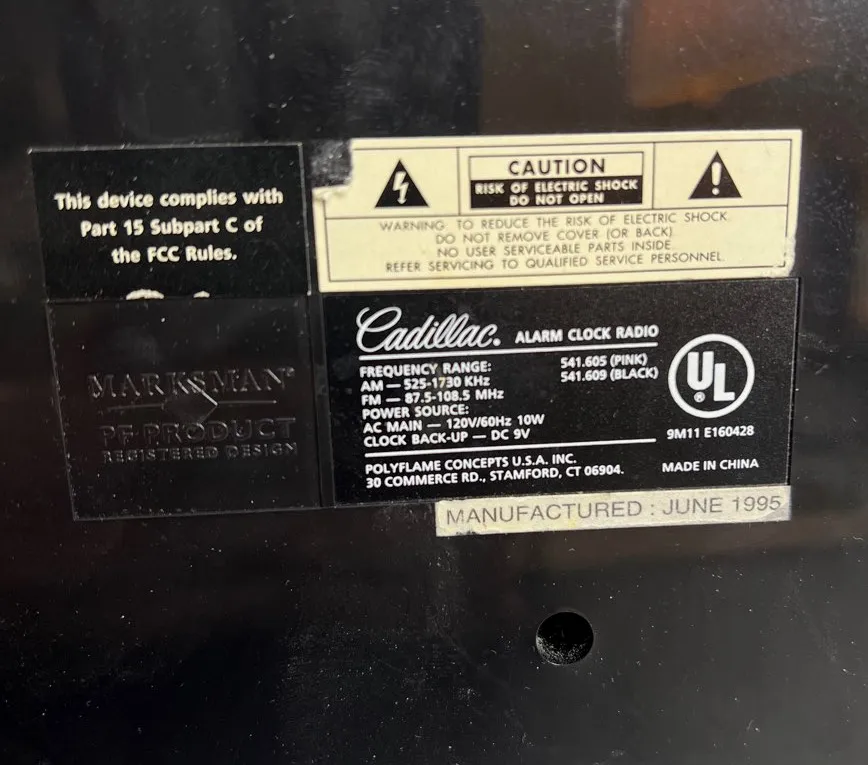 This device complies with
Part 15 Subpart C of
the FCC Rules.
MARKSMAN
PF-PRODUCT
REGISTERED DESIGN
CAUTION
RISK OF ELECTRIC SHOCK
DO NOT OPEN
WARNING: TO REDUCE THE RISK OF ELECTRIC SHOCK
DO NOT REMOVE COVER (OR BACK)
NO USER SERVICEABLE PARTS INSIDE
REFER SERVICING TO QUALIFIED SERVICE PERSONNEL.
Cadillac. ALARM CLOCK RADIO
FREQUENCY RANGE: 541.605 (PINK)
AM — 525-1730 KHz 541.609 (BLACK)
FM — 87.5-108.5 MHz
POWER SOURCE:
AC MAIN — 120V/60Hz 10W
CLOCK BACK-UP — DC 9V
UL ®
9M11 E160428
POLYFLAME CONCEPTS U.S.A. INC.
30 COMMERCE RD., STAMFORD, CT 06904.
MADE IN CHINA
MANUFACTURED : JUNE 1995